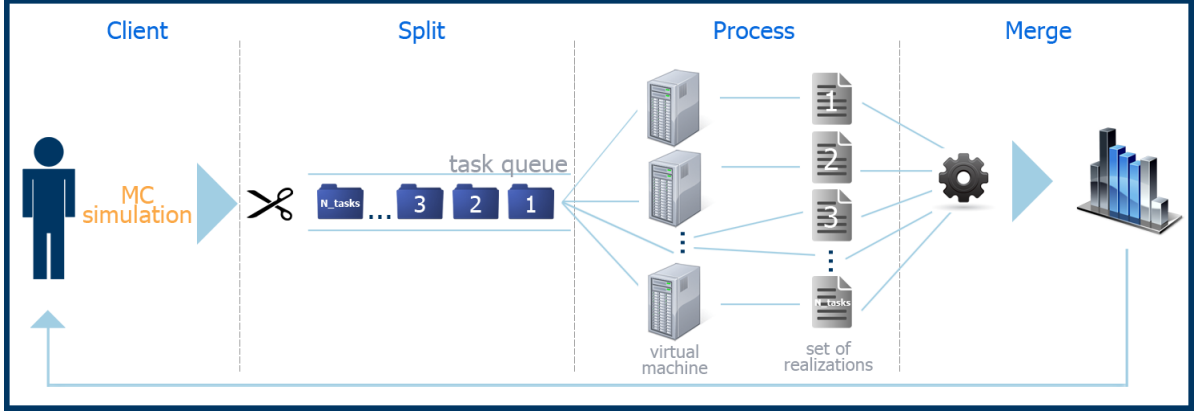 Client
Split
Process
Merge
MC
simulation
task queue
N_tasks
...
3
2
1
1
2
3
N_tasks
virtual
machine
set of
realizations